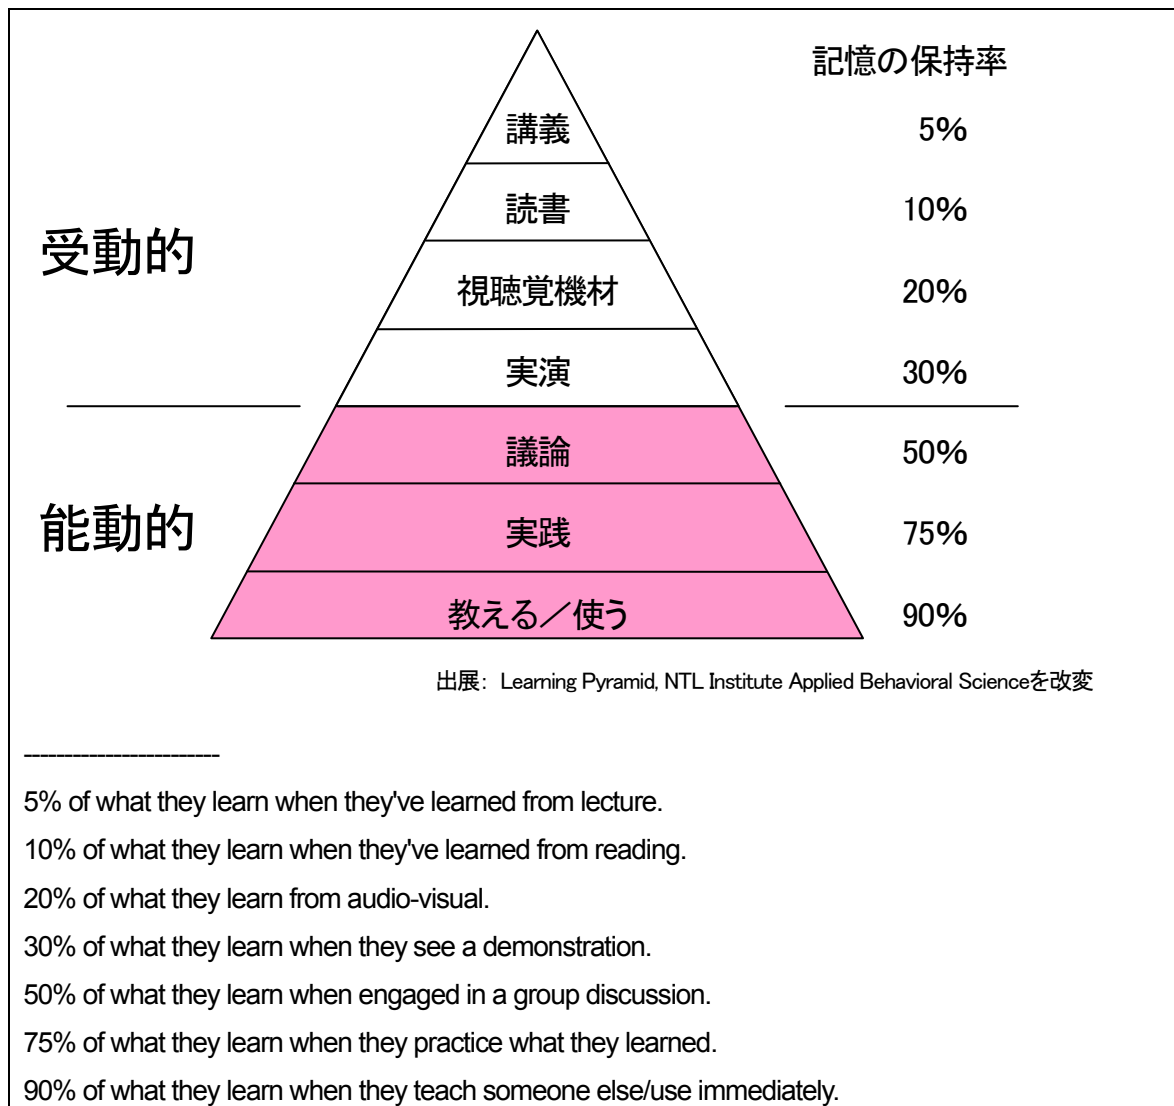 記憶の保持率
講義 5%
読書 10%
受動的
視聴覚機材 20%
実演 30%
議論 50%
能動的
実践 75%
教える／使う 90%
出展： Learning Pyramid, NTL Institute Applied Behavioral Scienceを改変
------------------------
5% of what they learn when they've learned from lecture.
10% of what they learn when they've learned from reading.
20% of what they learn from audio-visual.
30% of what they learn when they see a demonstration.
50% of what they learn when engaged in a group discussion.
75% of what they learn when they practice what they learned.
90% of what they learn when they teach someone else/use immediately.